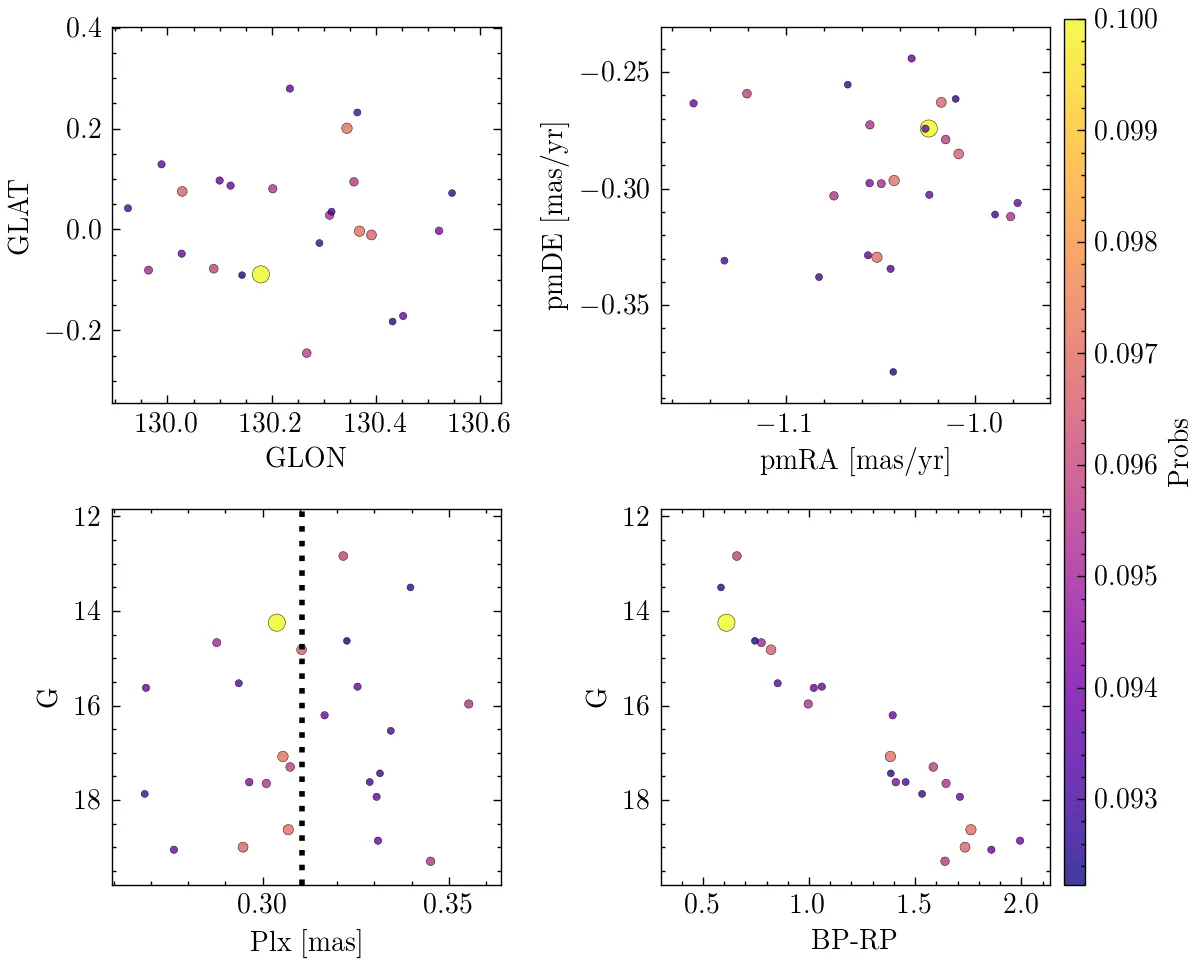 0.4
0.2
0.0
−0.2
GLAT
130.0 130.2 130.4 130.6
GLON
−0.25
−0.30
−0.35
pmDE [mas/yr]
−1.1 −1.0
pmRA [mas/yr]
12
14
16
18
G
0.30 0.35
Plx [mas]
12
14
16
18
G
0.5 1.0 1.5 2.0
BP-RP
0.100
0.099
0.098
0.097
0.096
0.095
0.094
0.093
Probs